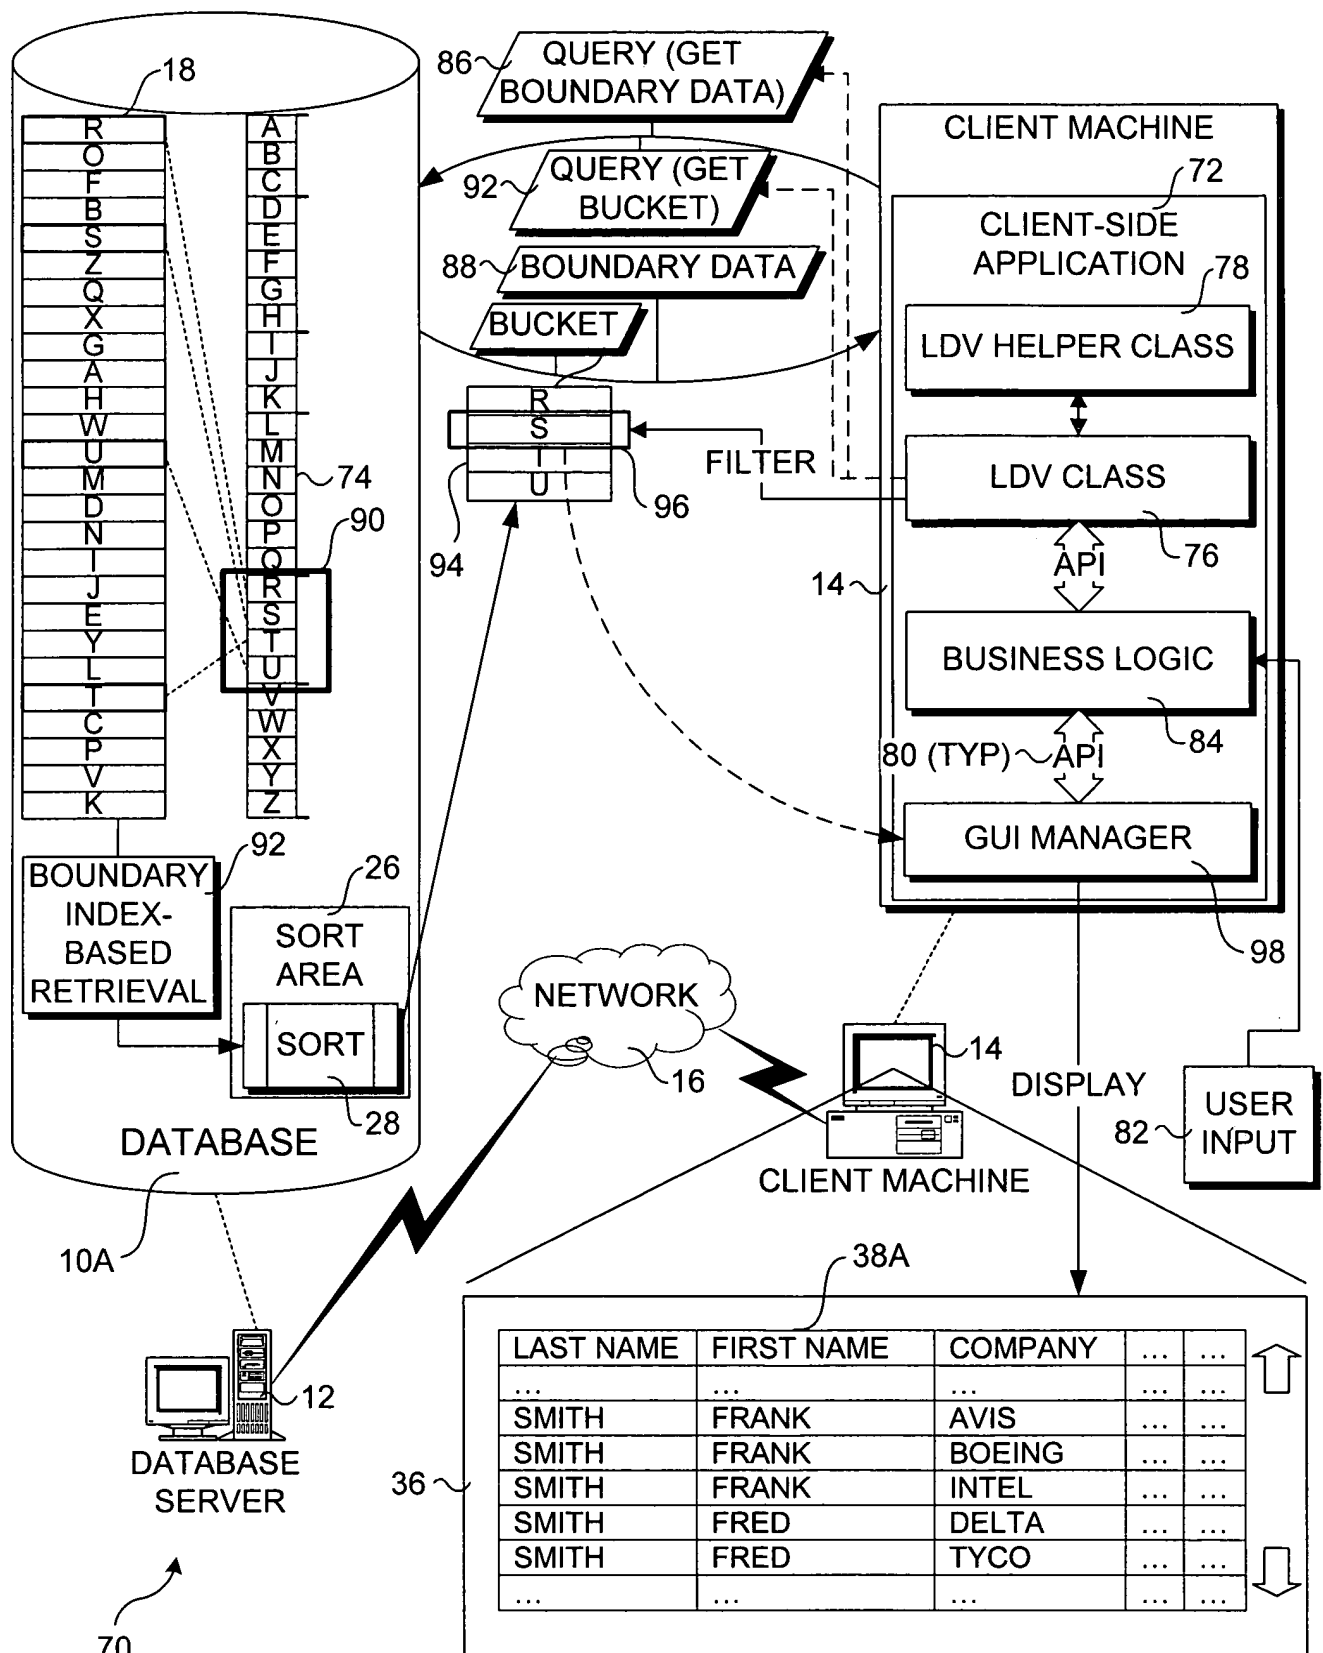 18
R
O
F
B
S
Z
Q
X
G
A
H
W
U
M
D
N
I
J
E
Y
L
T
C
P
V
K
A
B
C
D
E
F
G
H
I
J
K
L
M
N
O
P
Q
R
S
T
U
V
W
X
Y
Z
74
90
92
BOUNDARY
INDEX-
BASED
RETRIEVAL
26
SORT
AREA
SORT
28
DATABASE
10A
86
QUERY (GET
BOUNDARY DATA)
92
QUERY (GET
BUCKET)
88
BOUNDARY DATA
BUCKET
R
S
T
U
94
96
FILTER
CLIENT MACHINE
72
CLIENT-SIDE
APPLICATION
78
LDV HELPER CLASS
LDV CLASS
76
API
14
BUSINESS LOGIC
84
80 (TYP)
API
GUI MANAGER
98
NETWORK
16
14
CLIENT MACHINE
DISPLAY
82
USER
INPUT
12
DATABASE
SERVER
70
38A
36
LAST NAME FIRST NAME COMPANY ... ...
... ... ... ... ...
SMITH FRANK AVIS ... ...
SMITH FRANK BOEING ... ...
SMITH FRANK INTEL ... ...
SMITH FRED DELTA ... ...
SMITH FRED TYCO ... ...
... ... ... ... ...